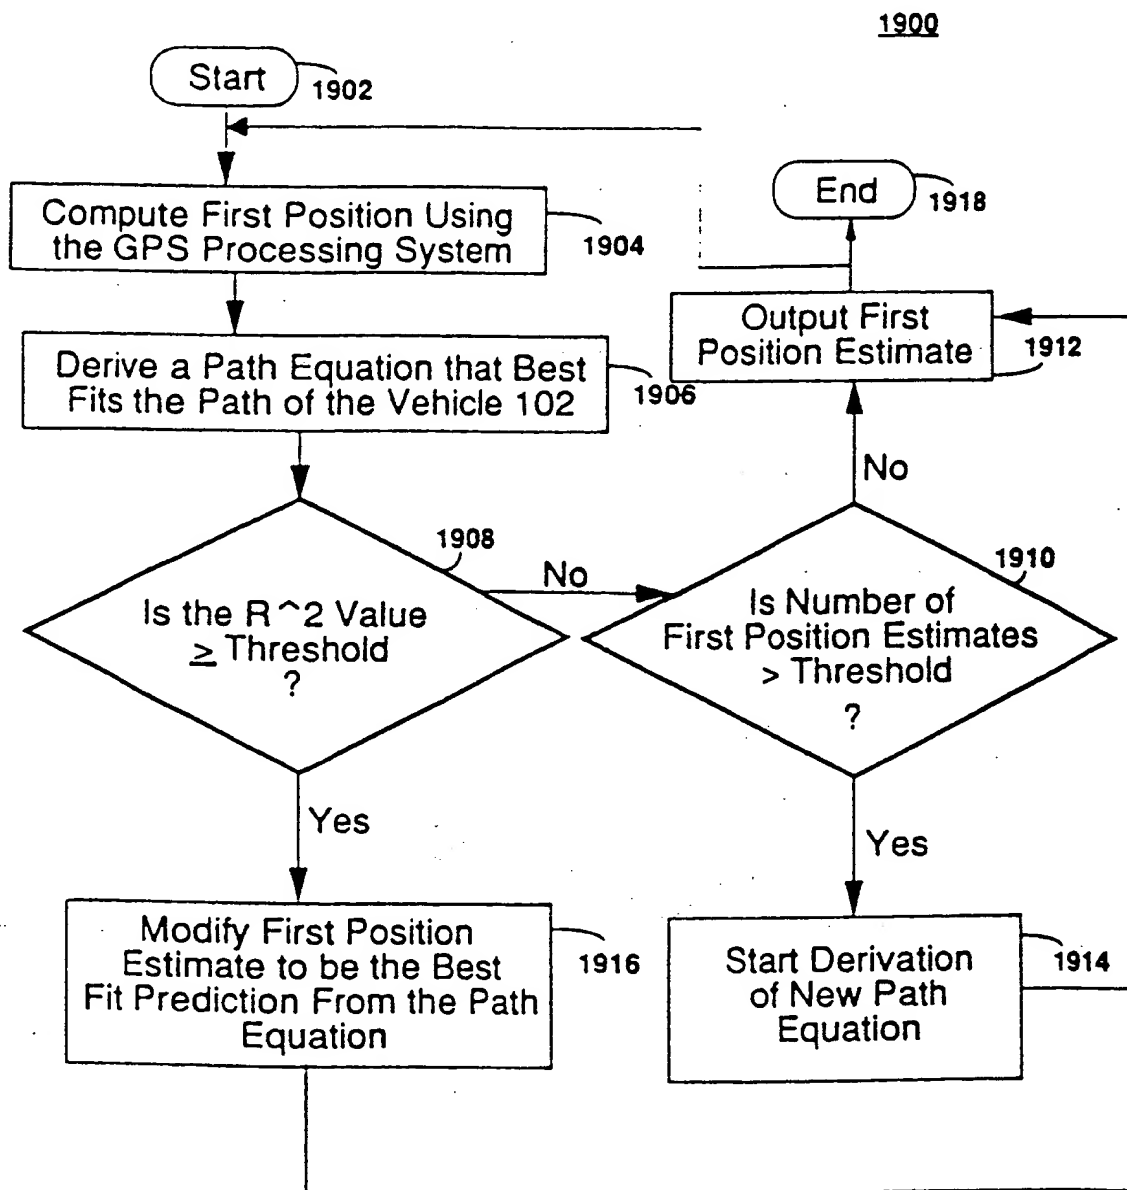 1900
Start
1902
Compute First Position Using
the GPS Processing System
1904
Derive a Path Equation that Best
Fits the Path of the Vehicle 102
1906
Is the R^2 Value
≥ Threshold
?
1908
No
Yes
Modify First Position
Estimate to be the Best
Fit Prediction From the Path
Equation
1916
End
1918
Output First
Position Estimate
1912
No
Is Number of
First Position Estimates
> Threshold
?
1910
Yes
Start Derivation
of New Path
Equation
1914